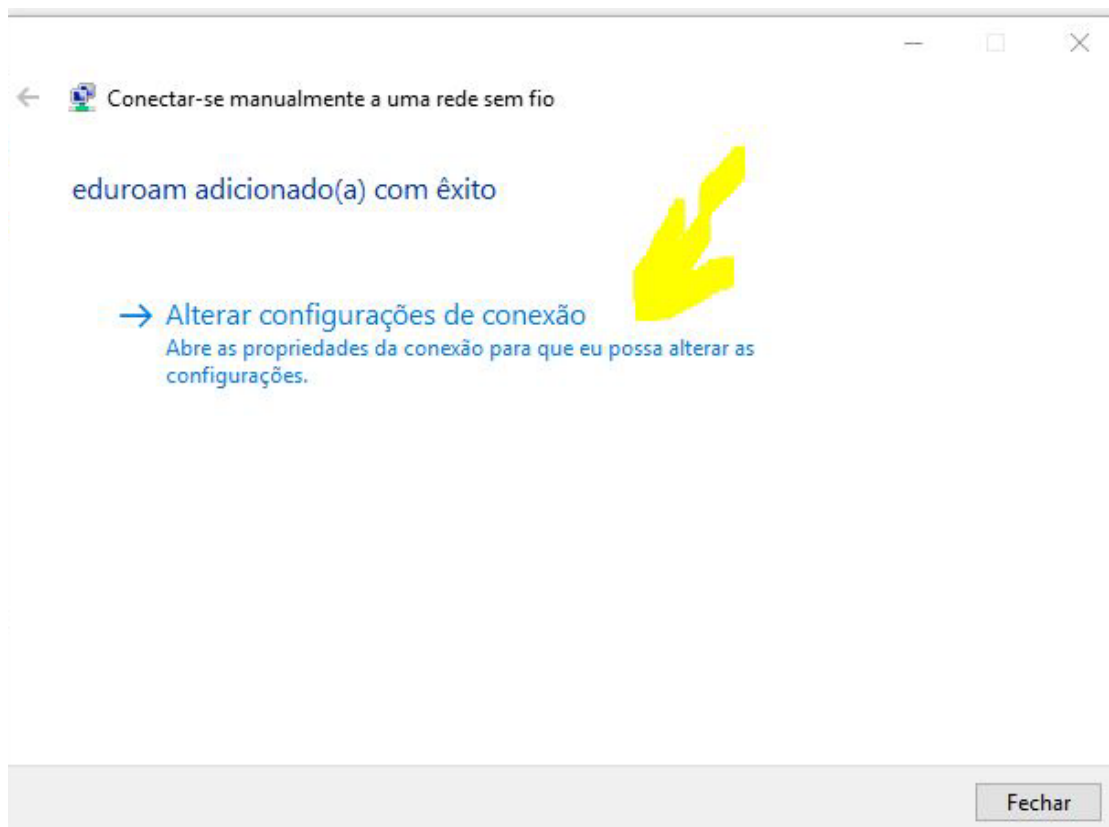 Conectar-se manualmente a uma rede sem fio
eduroam adicionado(a) com êxito
Alterar configurações de conexão
Abre as propriedades da conexão para que eu possa alterar as
configurações.
Fechar